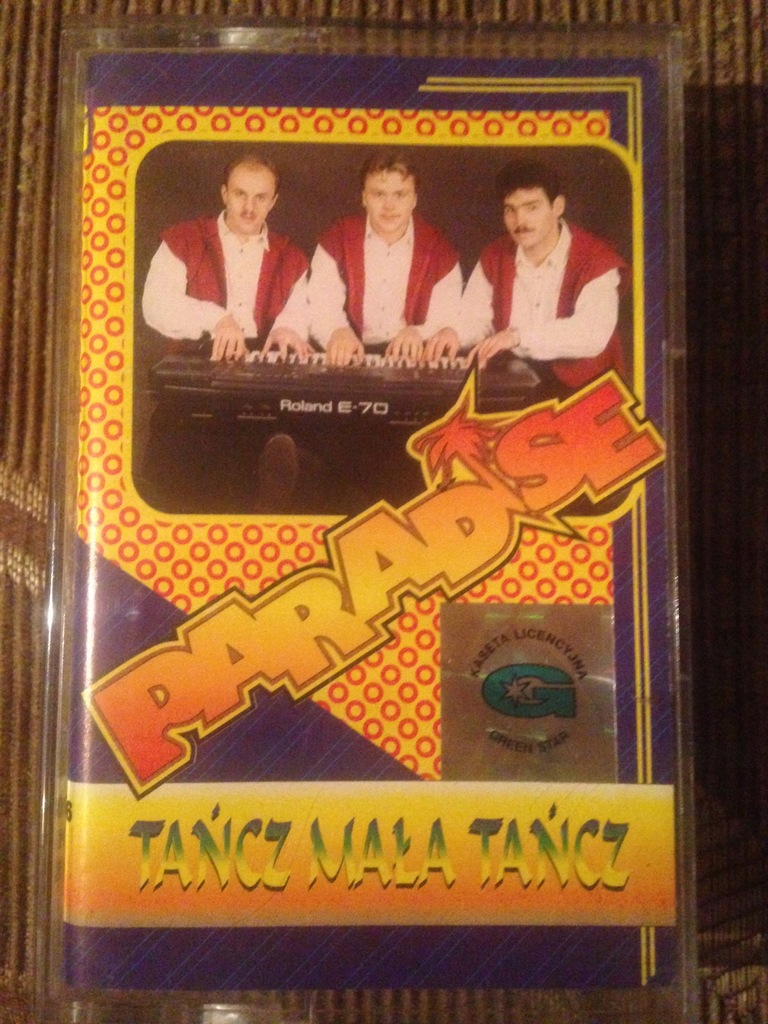 Roland E-70
PARADISE
KASETA LICENCYJNA
G
GREEN STAR
TAŃCZ MAŁA TAŃCZ